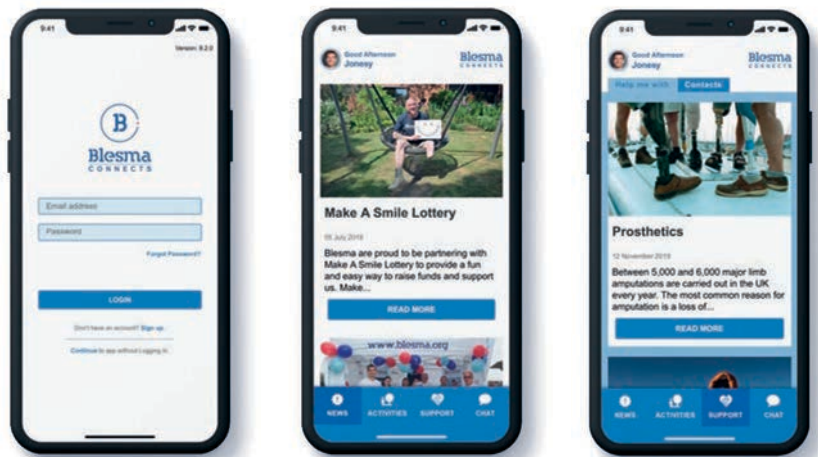 9:41
Version: 9.2.0
B
Blesma
CONNECTS
Email address
Password
Forgot Password?
LOGIN
Don't have an account? Sign up.
Continue to app without Logging in.
9:41
Good Afternoon
Jonesy
Blesma
CONNECTS
Make A Smile Lottery
Blesma are proud to be partnering with
Make A Smile Lottery to provide a fun
and easy way to raise funds and support
us. Make...
READ MORE
www.blesma.org
NEWS
ACTIVITIES
SUPPORT
CHAT
9:41
Good Afternoon
Jonesy
Blesma
CONNECTS
Help me with
Contacts
Prosthetics
12 November 2019
Between 5,000 and 6,000 major limb
amputations are carried out in the UK
every year. The most common reason for
amputation is a loss of...
READ MORE
NEWS
ACTIVITIES
SUPPORT
CHAT